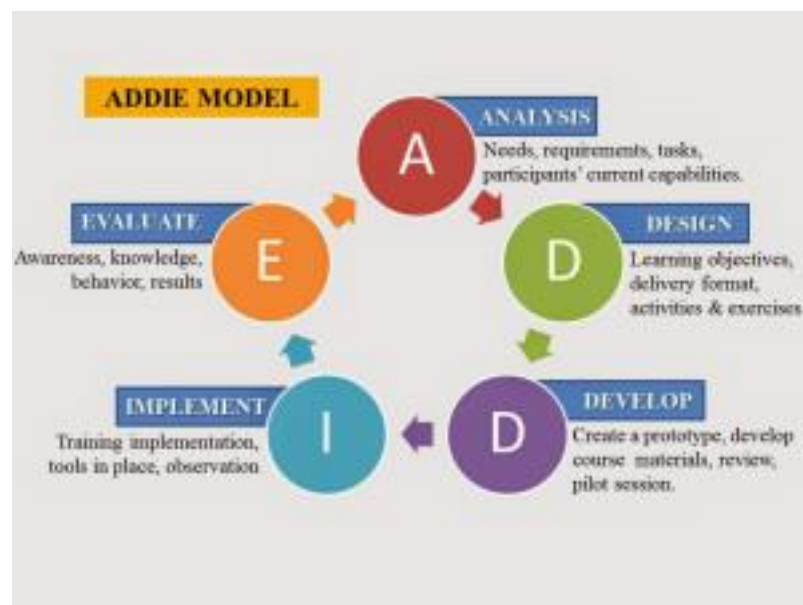 ADDIE MODEL
A
ANALYSIS
Needs, requirements, tasks,
participants' current capabilities.
D
DESIGN
Learning objectives,
delivery format,
activities & exercises
D
DEVELOP
Create a prototype, develop
course materials, review,
pilot session.
I
IMPLEMENT
Training implementation,
tools in place, observation
E
EVALUATE
Awareness, knowledge,
behavior, results